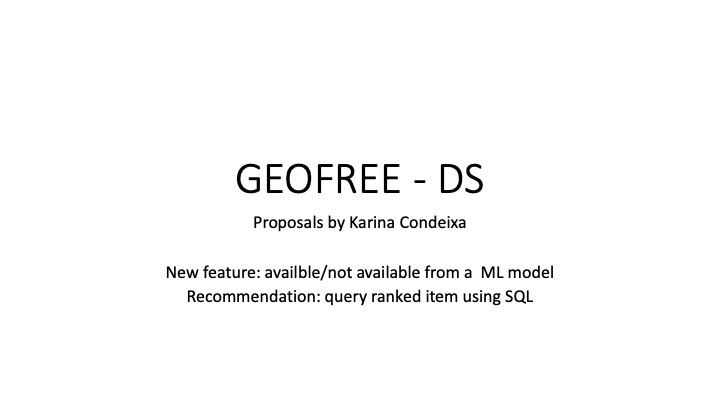 GEOFREE - DS
Proposals by Karina Condeixa
New feature: availble/not available from a  ML model
Recommendation: query ranked item using SQL